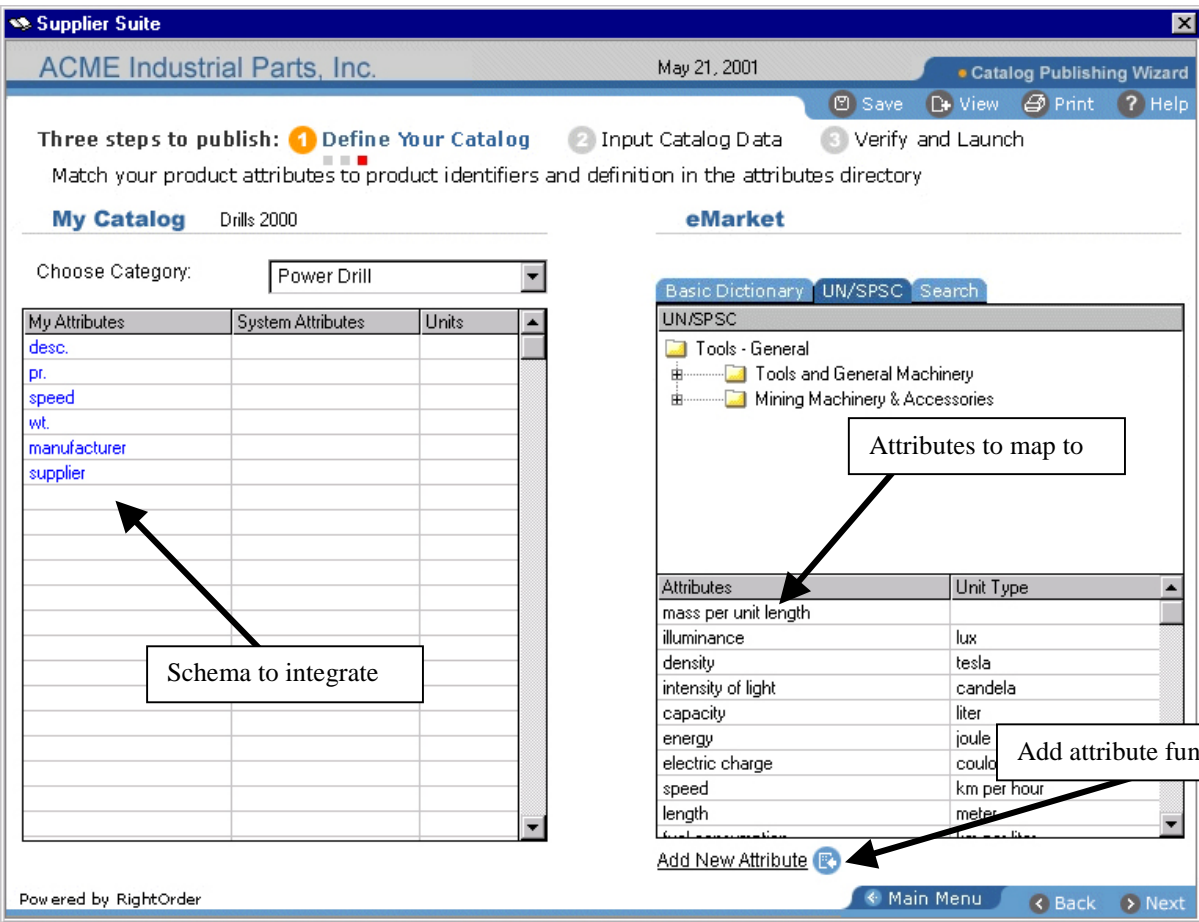 Supplier Suite
ACME Industrial Parts, Inc.
May 21, 2001
Catalog Publishing Wizard
Save View Print ? Help
Three steps to publish: 1 Define Your Catalog 2 Input Catalog Data 3 Verify and Launch
Match your product attributes to product identifiers and definition in the attributes directory
My Catalog Drills 2000
eMarket
Choose Category: Power Drill
Basic Dictionary UN/SPSC Search
My Attributes System Attributes Units
desc.
pr.
speed
wt.
manufacturer
supplier
Schema to integrate
UN/SPSC
Tools - General
Tools and General Machinery
Mining Machinery & Accessories
Attributes to map to
Attributes Unit Type
mass per unit length
illuminance lux
density tesla
intensity of light candela
capacity liter
energy joule
electric charge coulo
speed km per hour
length meter
Add attribute fun
Add New Attribute
Powered by RightOrder
Main Menu Back Next